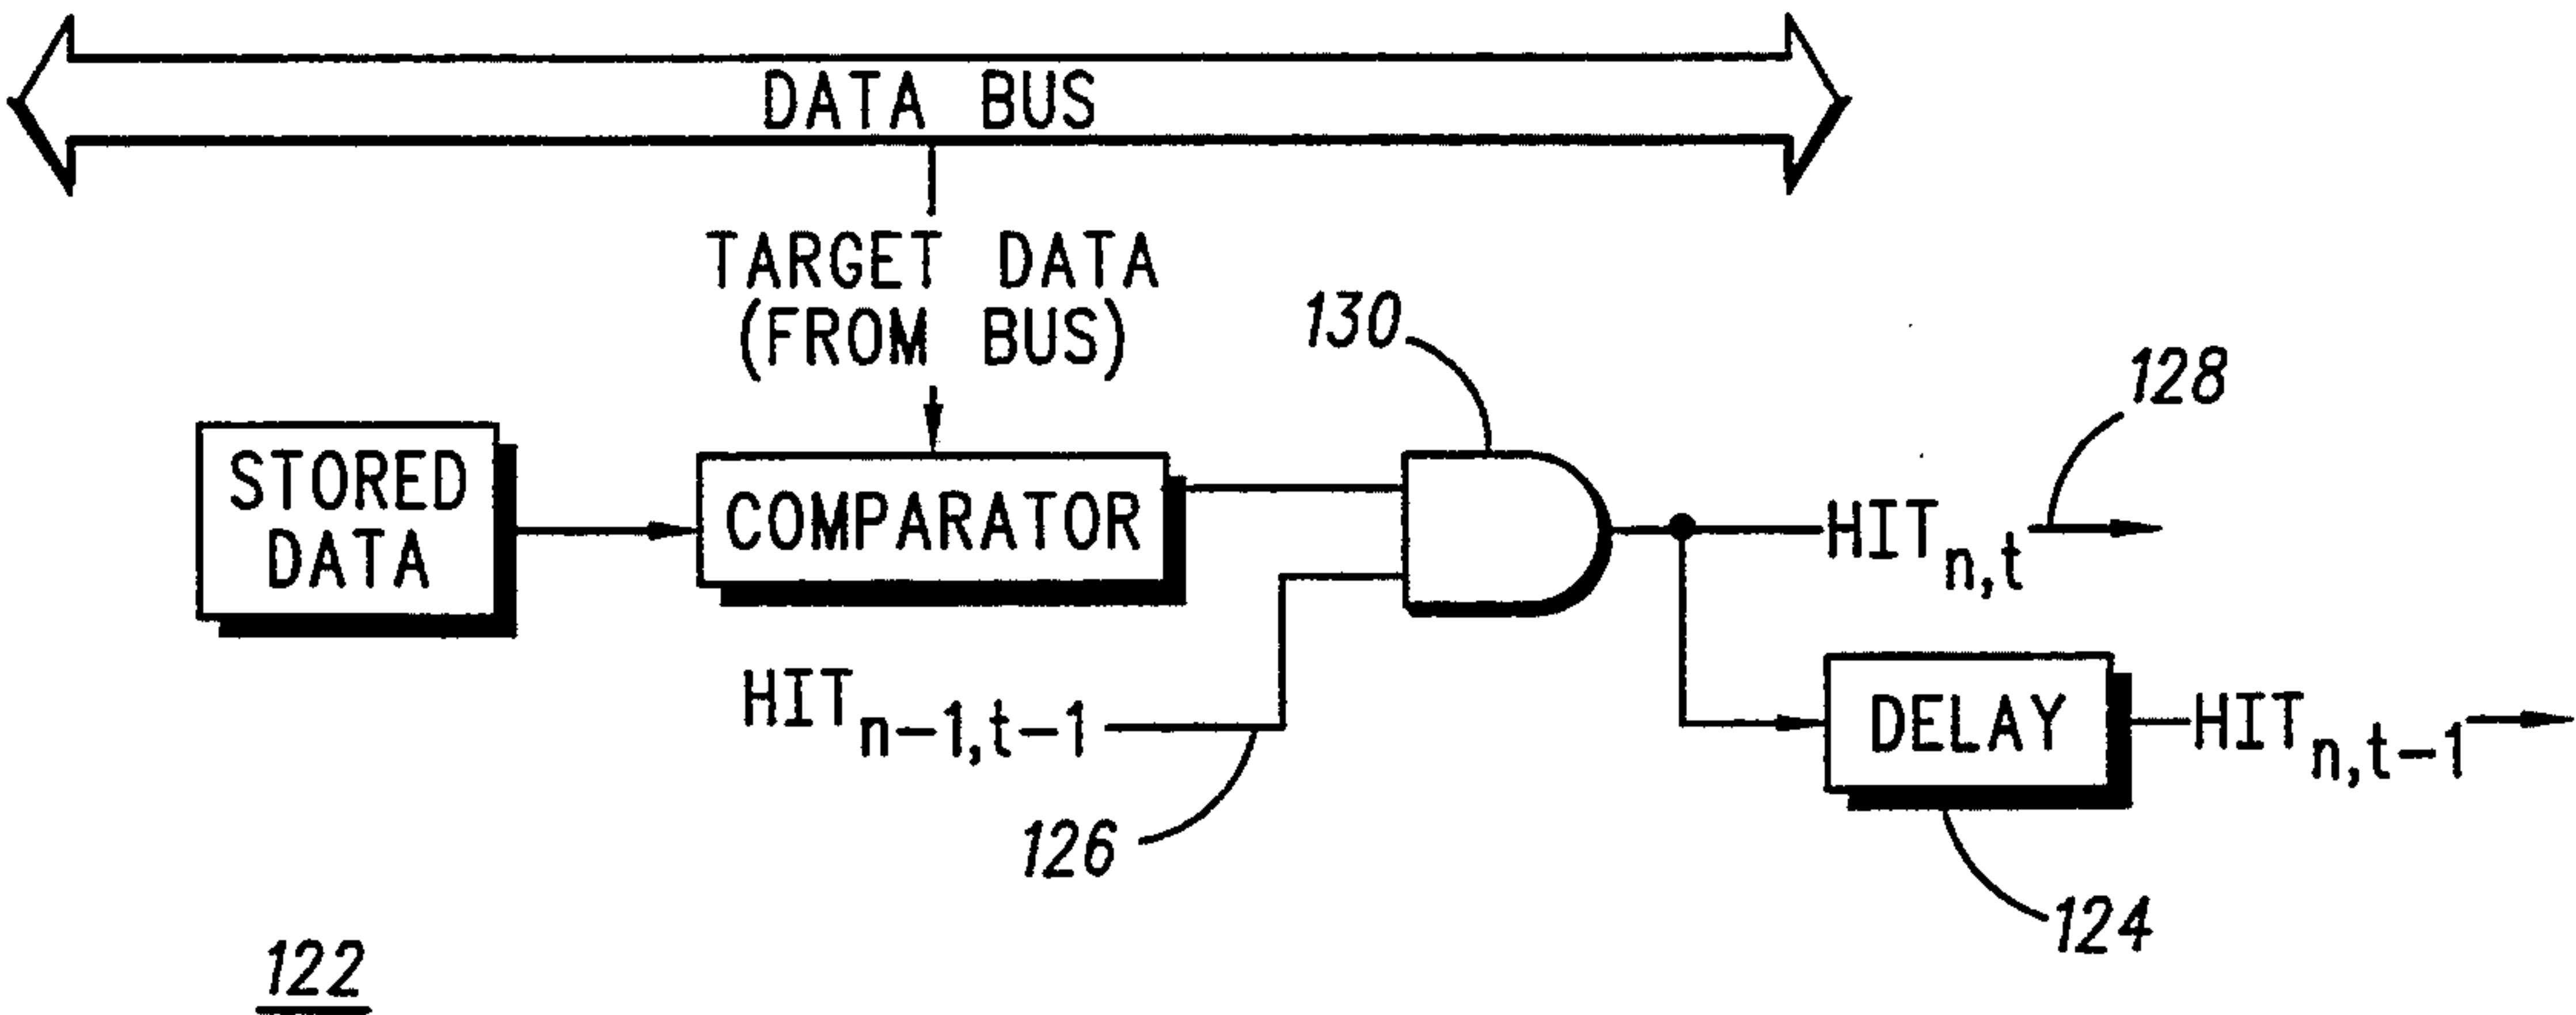 DATA BUS
TARGET DATA
(FROM BUS)
130
128
STORED
DATA
COMPARATOR
HITn,t
HITn-1,t-1
DELAY
HITn,t-1
126
124
122